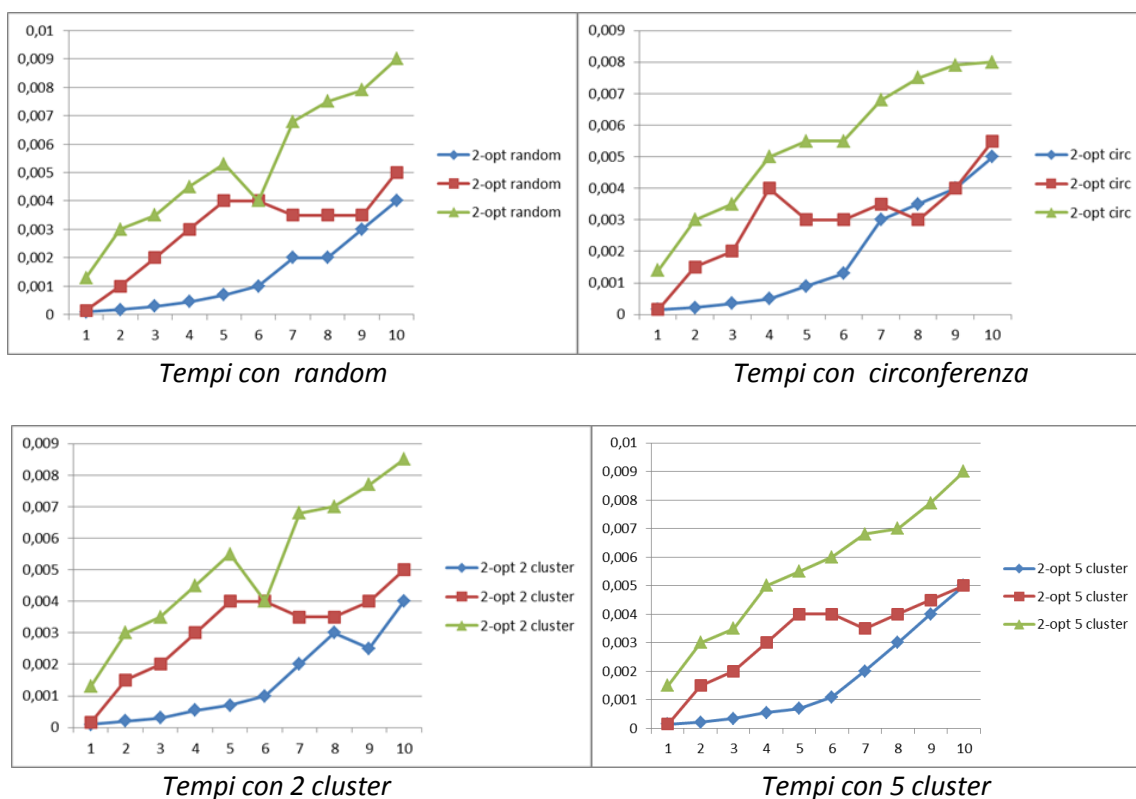 0,01
0,009
0,008
0,007
0,006
0,005
0,004
0,003
0,002
0,001
0
1 2 3 4 5 6 7 8 9 10
2-opt random
2-opt random
2-opt random
Tempi con random
0,009
0,008
0,007
0,006
0,005
0,004
0,003
0,002
0,001
0
1 2 3 4 5 6 7 8 9 10
2-opt circ
2-opt circ
2-opt circ
Tempi con circonferenza
0,009
0,008
0,007
0,006
0,005
0,004
0,003
0,002
0,001
0
1 2 3 4 5 6 7 8 9 10
2-opt 2 cluster
2-opt 2 cluster
2-opt 2 cluster
Tempi con 2 cluster
0,01
0,009
0,008
0,007
0,006
0,005
0,004
0,003
0,002
0,001
0
1 2 3 4 5 6 7 8 9 10
2-opt 5 cluster
2-opt 5 cluster
2-opt 5 cluster
Tempi con 5 cluster